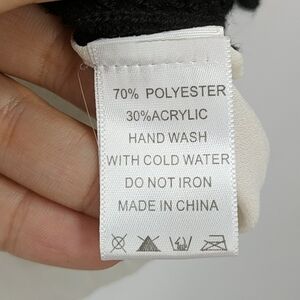 70% POLYESTER
30%ACRYLIC
HAND WASH
WITH COLD WATER
DO NOT IRON
MADE IN CHINA